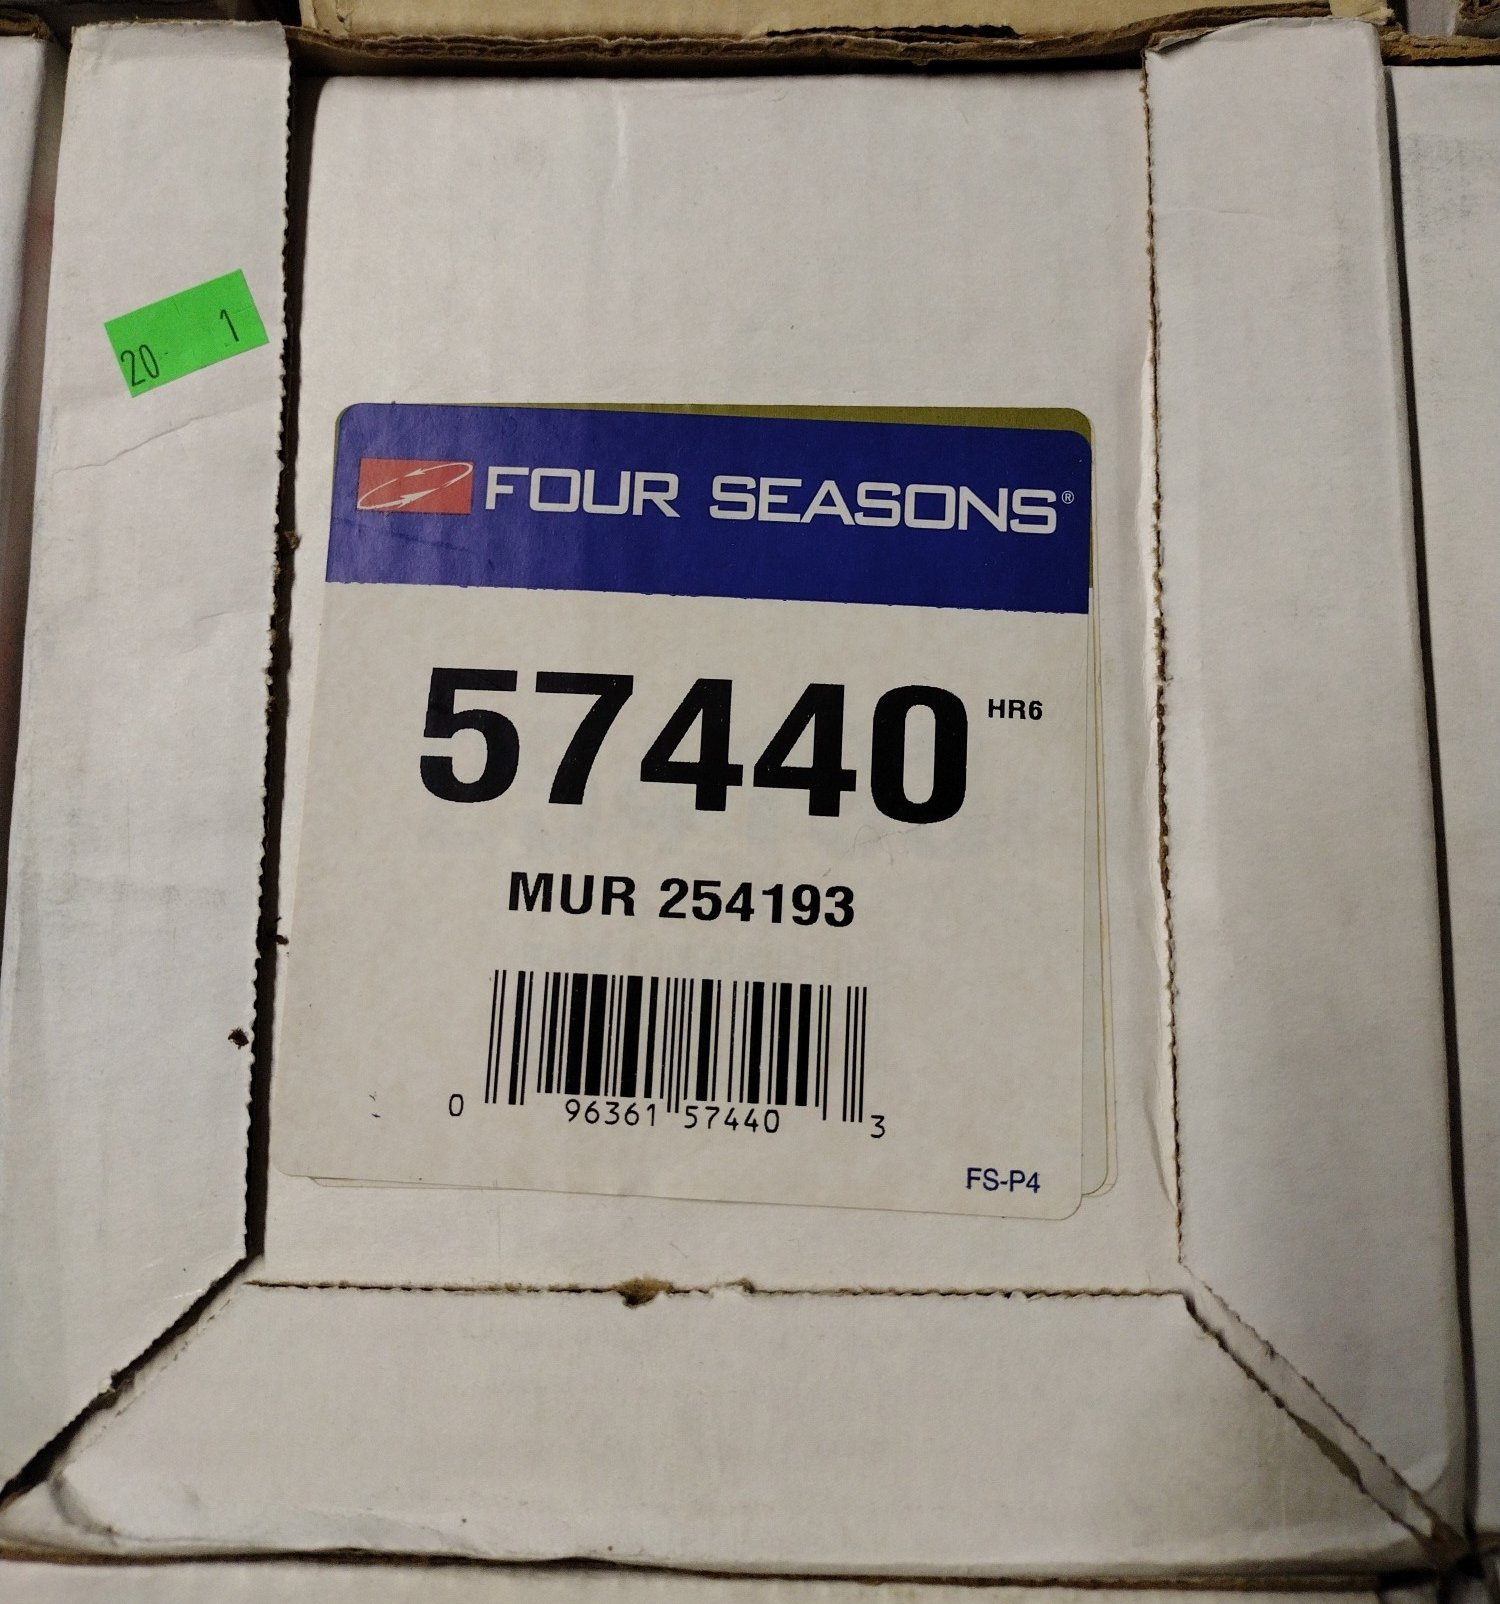 20 1
FOUR SEASONS®
57440 HR6
MUR 254193
0 96361 57440 3
FS-P4